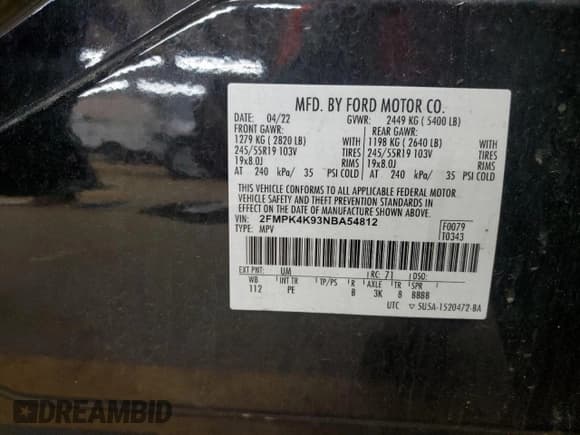 MFD. BY FORD MOTOR CO.
DATE: 04/22 GVWR: 2449 KG ( 5400 LB)
FRONT GAWR: REAR GAWR:
1279 KG ( 2820 LB) WITH 1198 KG ( 2640 LB) WITH
245/55R19 103V TIRES 245/55R19 103V TIRES
19x8.0J RIMS 19x8.0J RIMS
AT 240 kPa/ 35 PSI COLD AT 240 kPa/ 35 PSI COLD
THIS VEHICLE CONFORMS TO ALL APPLICABLE FEDERAL MOTOR
VEHICLE SAFETY AND THEFT PREVENTION STANDARDS IN
EFFECT ON THE DATE OF MANUFACTURE SHOWN ABOVE.
VIN: 2FMPK4K93NBA54812 F0079
TYPE: MPV T0343
EXT PNT: UM RC: 71 DSO:
WB INT TR TP/PS R AXLE TR SPR
112 PE B 3K 8 BBBB
UTC ▽ 5U5A-1520472-BA
DREAMBID